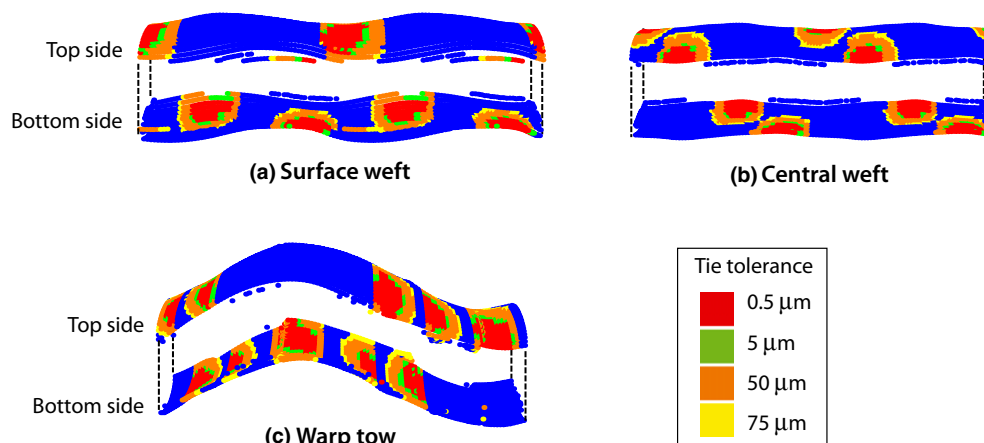 Top side
Bottom side
(a) Surface weft
(b) Central weft
Top side
Bottom side
(c) Warp tow
Tie tolerance
0.5 μm
5 μm
50 μm
75 μm